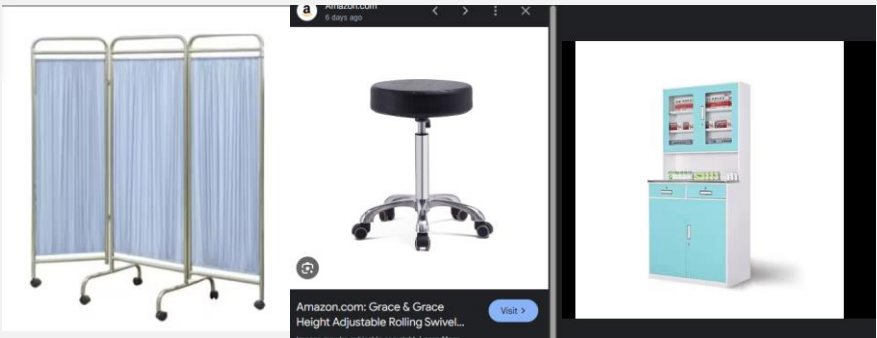 a
Amazon.com
6 days ago
Amazon.com: Grace & Grace
Height Adjustable Rolling Swivel...
Visit >